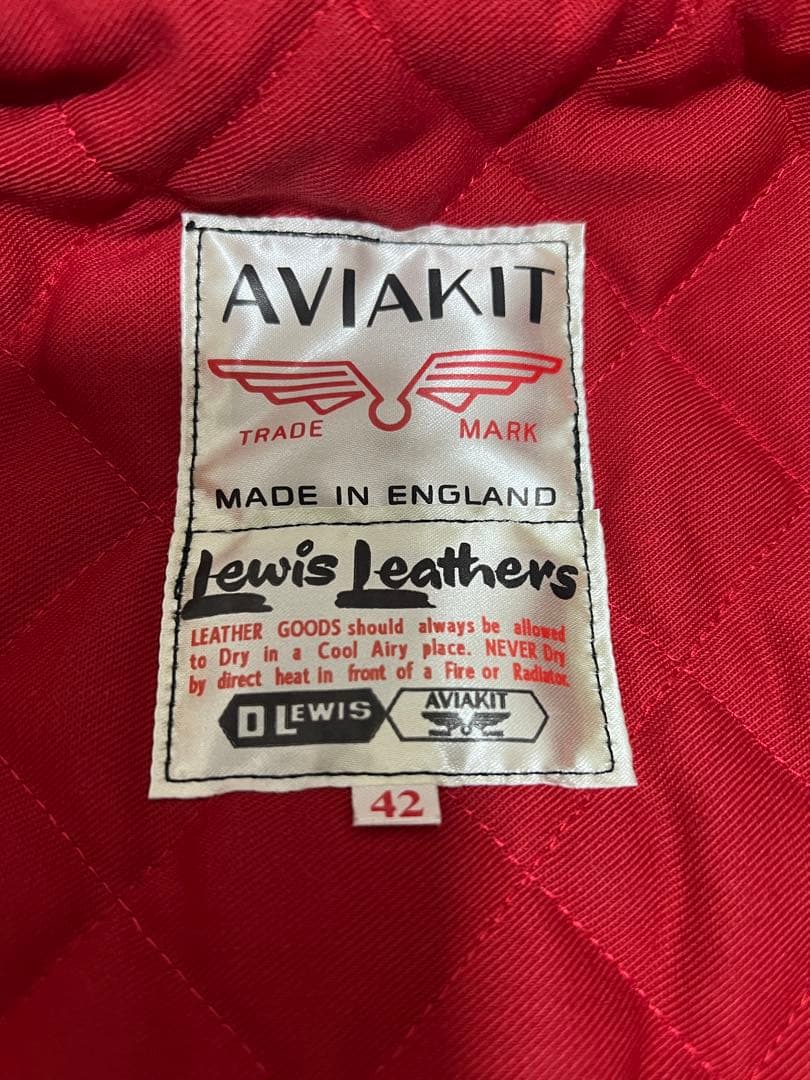 AVIAKIT
TRADE MARK
MADE IN ENGLAND
Lewis Leathers
LEATHER GOODS should always be allowed
to Dry in a Cool Airy place. NEVER Dry
by direct heat in front of a Fire or Radiator.
D LEWIS AVIAKIT
42